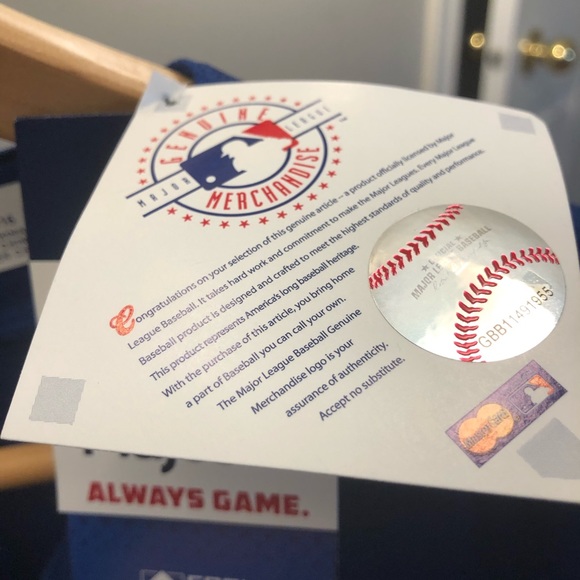 GENUINE
MAJOR LEAGUE
MERCHANDISE
TM
Congratulations on your selection of this genuine article – a product officially licensed by Major
League Baseball. It takes hard work and commitment to make the Major Leagues. Every Major League
Baseball product is designed and crafted to meet the highest standards of quality and performance.
This product represents America's long baseball heritage.
With the purchase of this article, you bring home
a part of Baseball you can call your own.
The Major League Baseball Genuine
Merchandise logo is your
assurance of authenticity.
Accept no substitute.
OFFICIAL
MAJOR LEAGUE BASEBALL
GBB11491955
ALWAYS GAME.